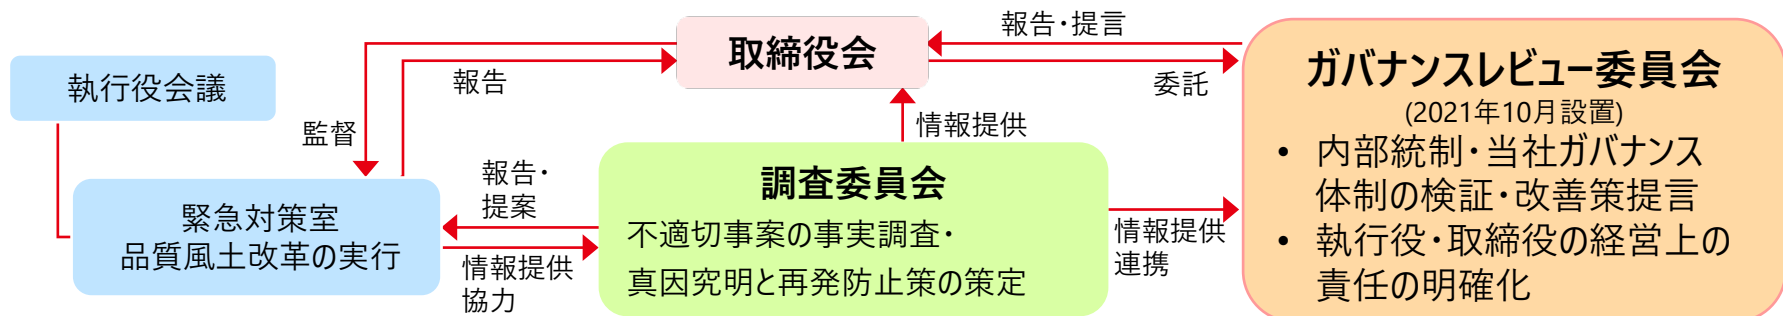 報告・提言
取締役会
ガバナンスレビュー委員会
(2021年10月設置)
執行役会議
報告
委託
監督
情報提供
• 内部統制・当社ガバナンス
体制の検証・改善策提言
• 執行役・取締役の経営上の
責任の明確化
報告・
提案
調査委員会
不適切事案の事実調査・
真因究明と再発防止策の策定
緊急対策室
品質風土改革の実行
情報提供
協力
情報提供
連携